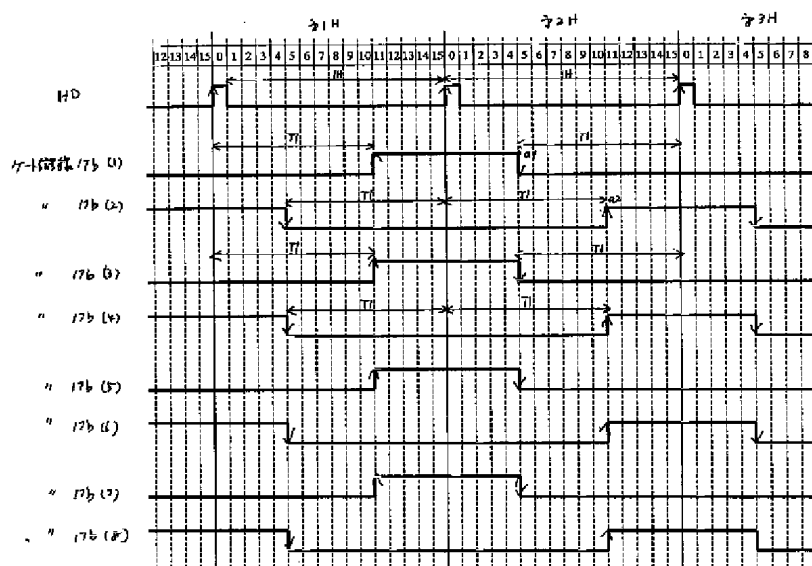 第1H 第2H 第3H
12 13 14 15 0 1 2 3 4 5 6 7 8 9 10 11 12 13 14 15 0 1 2 3 4 5 6 7 8 9 10 11 12 13 14 15 0 1 2 3 4 5 6 7 8
1H 1H
HD
T1 T1
ゲート信号線 17b (1) a1
T1 T1
" 17b (2) a2
T1 T1
" 17b (3)
T1 T1
" 17b (4)
" 17b (5)
" 17b (6)
" 17b (7)
" 17b (8)